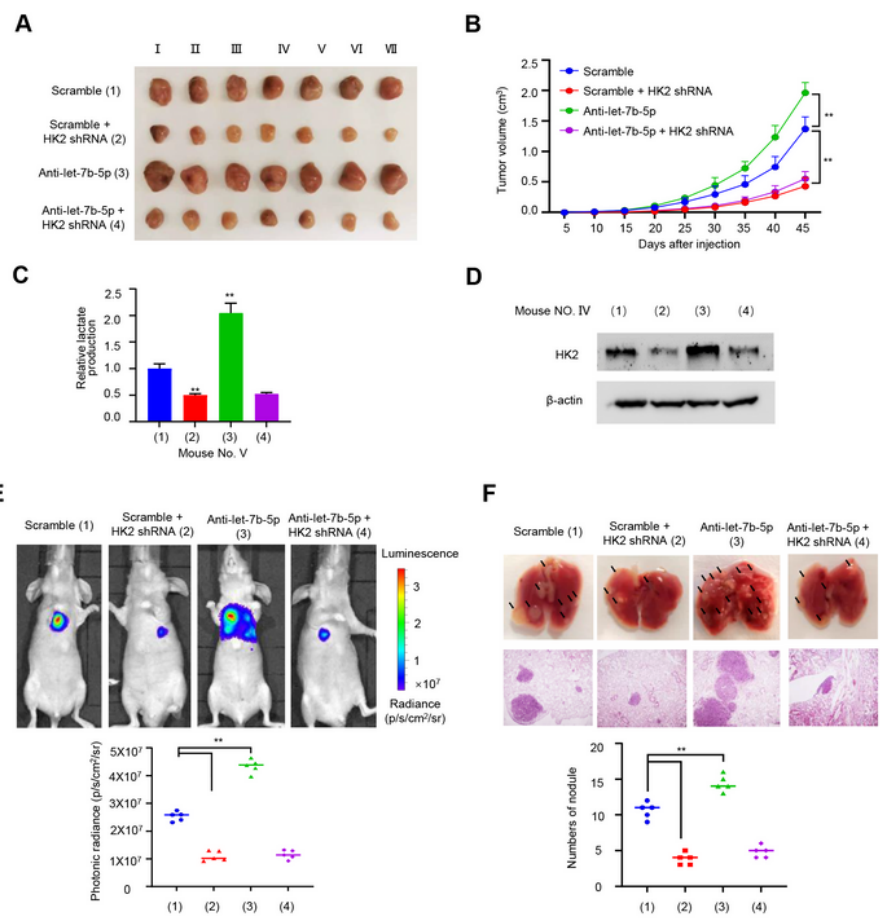 A
I II III IV V VI VII
Scramble (1)
Scramble +
HK2 shRNA (2)
Anti-let-7b-5p (3)
Anti-let-7b-5p +
HK2 shRNA (4)
B
Tumor volume (cm³)
2.5
2.0
1.5
1.0
0.5
0.0
Scramble
Scramble + HK2 shRNA
Anti-let-7b-5p
Anti-let-7b-5p + HK2 shRNA
**
**
5 10 15 20 25 30 35 40 45
Days after injection
C
Relative lactate
production
2.5
2.0
1.5
1.0
0.5
0.0
**
**
(1) (2) (3) (4)
Mouse No. V
D
Mouse NO. IV (1) (2) (3) (4)
HK2
β-actin
E
Scramble (1)
Scramble +
HK2 shRNA (2)
Anti-let-7b-5p
(3)
Anti-let-7b-5p +
HK2 shRNA (4)
Luminescence
3
2
1
×10⁷
Radiance
(p/s/cm²/sr)
Photonic radiance (p/s/cm²/sr)
5X10⁷
4X10⁷
3X10⁷
2X10⁷
1X10⁷
0
**
(1) (2) (3) (4)
F
Scramble (1)
Scramble +
HK2 shRNA (2)
Anti-let-7b-5p
(3)
Anti-let-7b-5p +
HK2 shRNA (4)
Numbers of nodule
20
15
10
5
0
**
(1) (2) (3) (4)